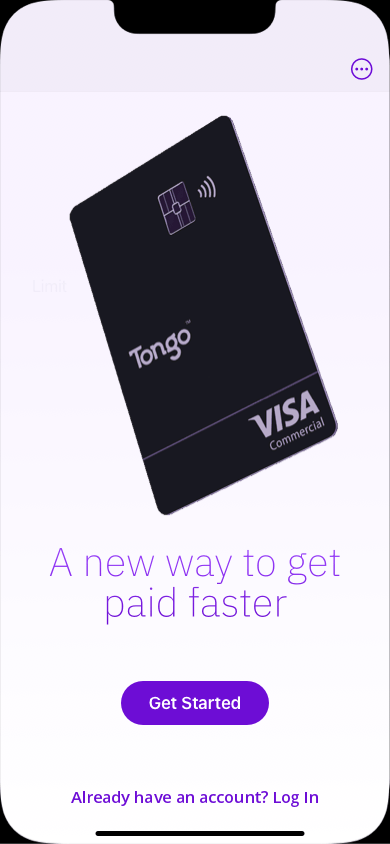 Limit
Tongo™
VISA
Commercial
A new way to get
paid faster
Get Started
Already have an account? Log In